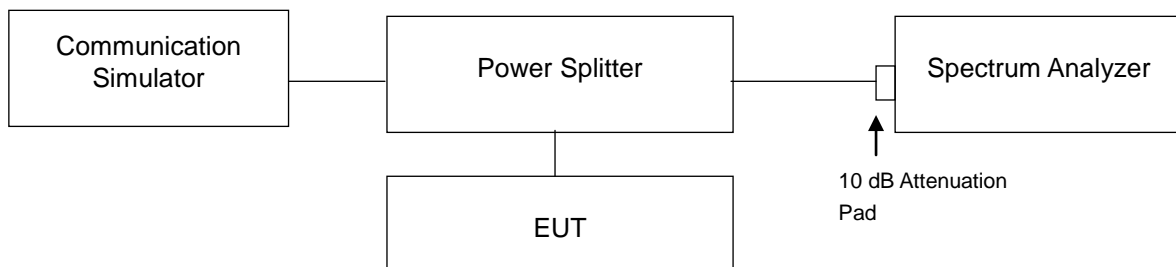 Communication
Simulator
Power Splitter
Spectrum Analyzer
10 dB Attenuation
Pad
EUT